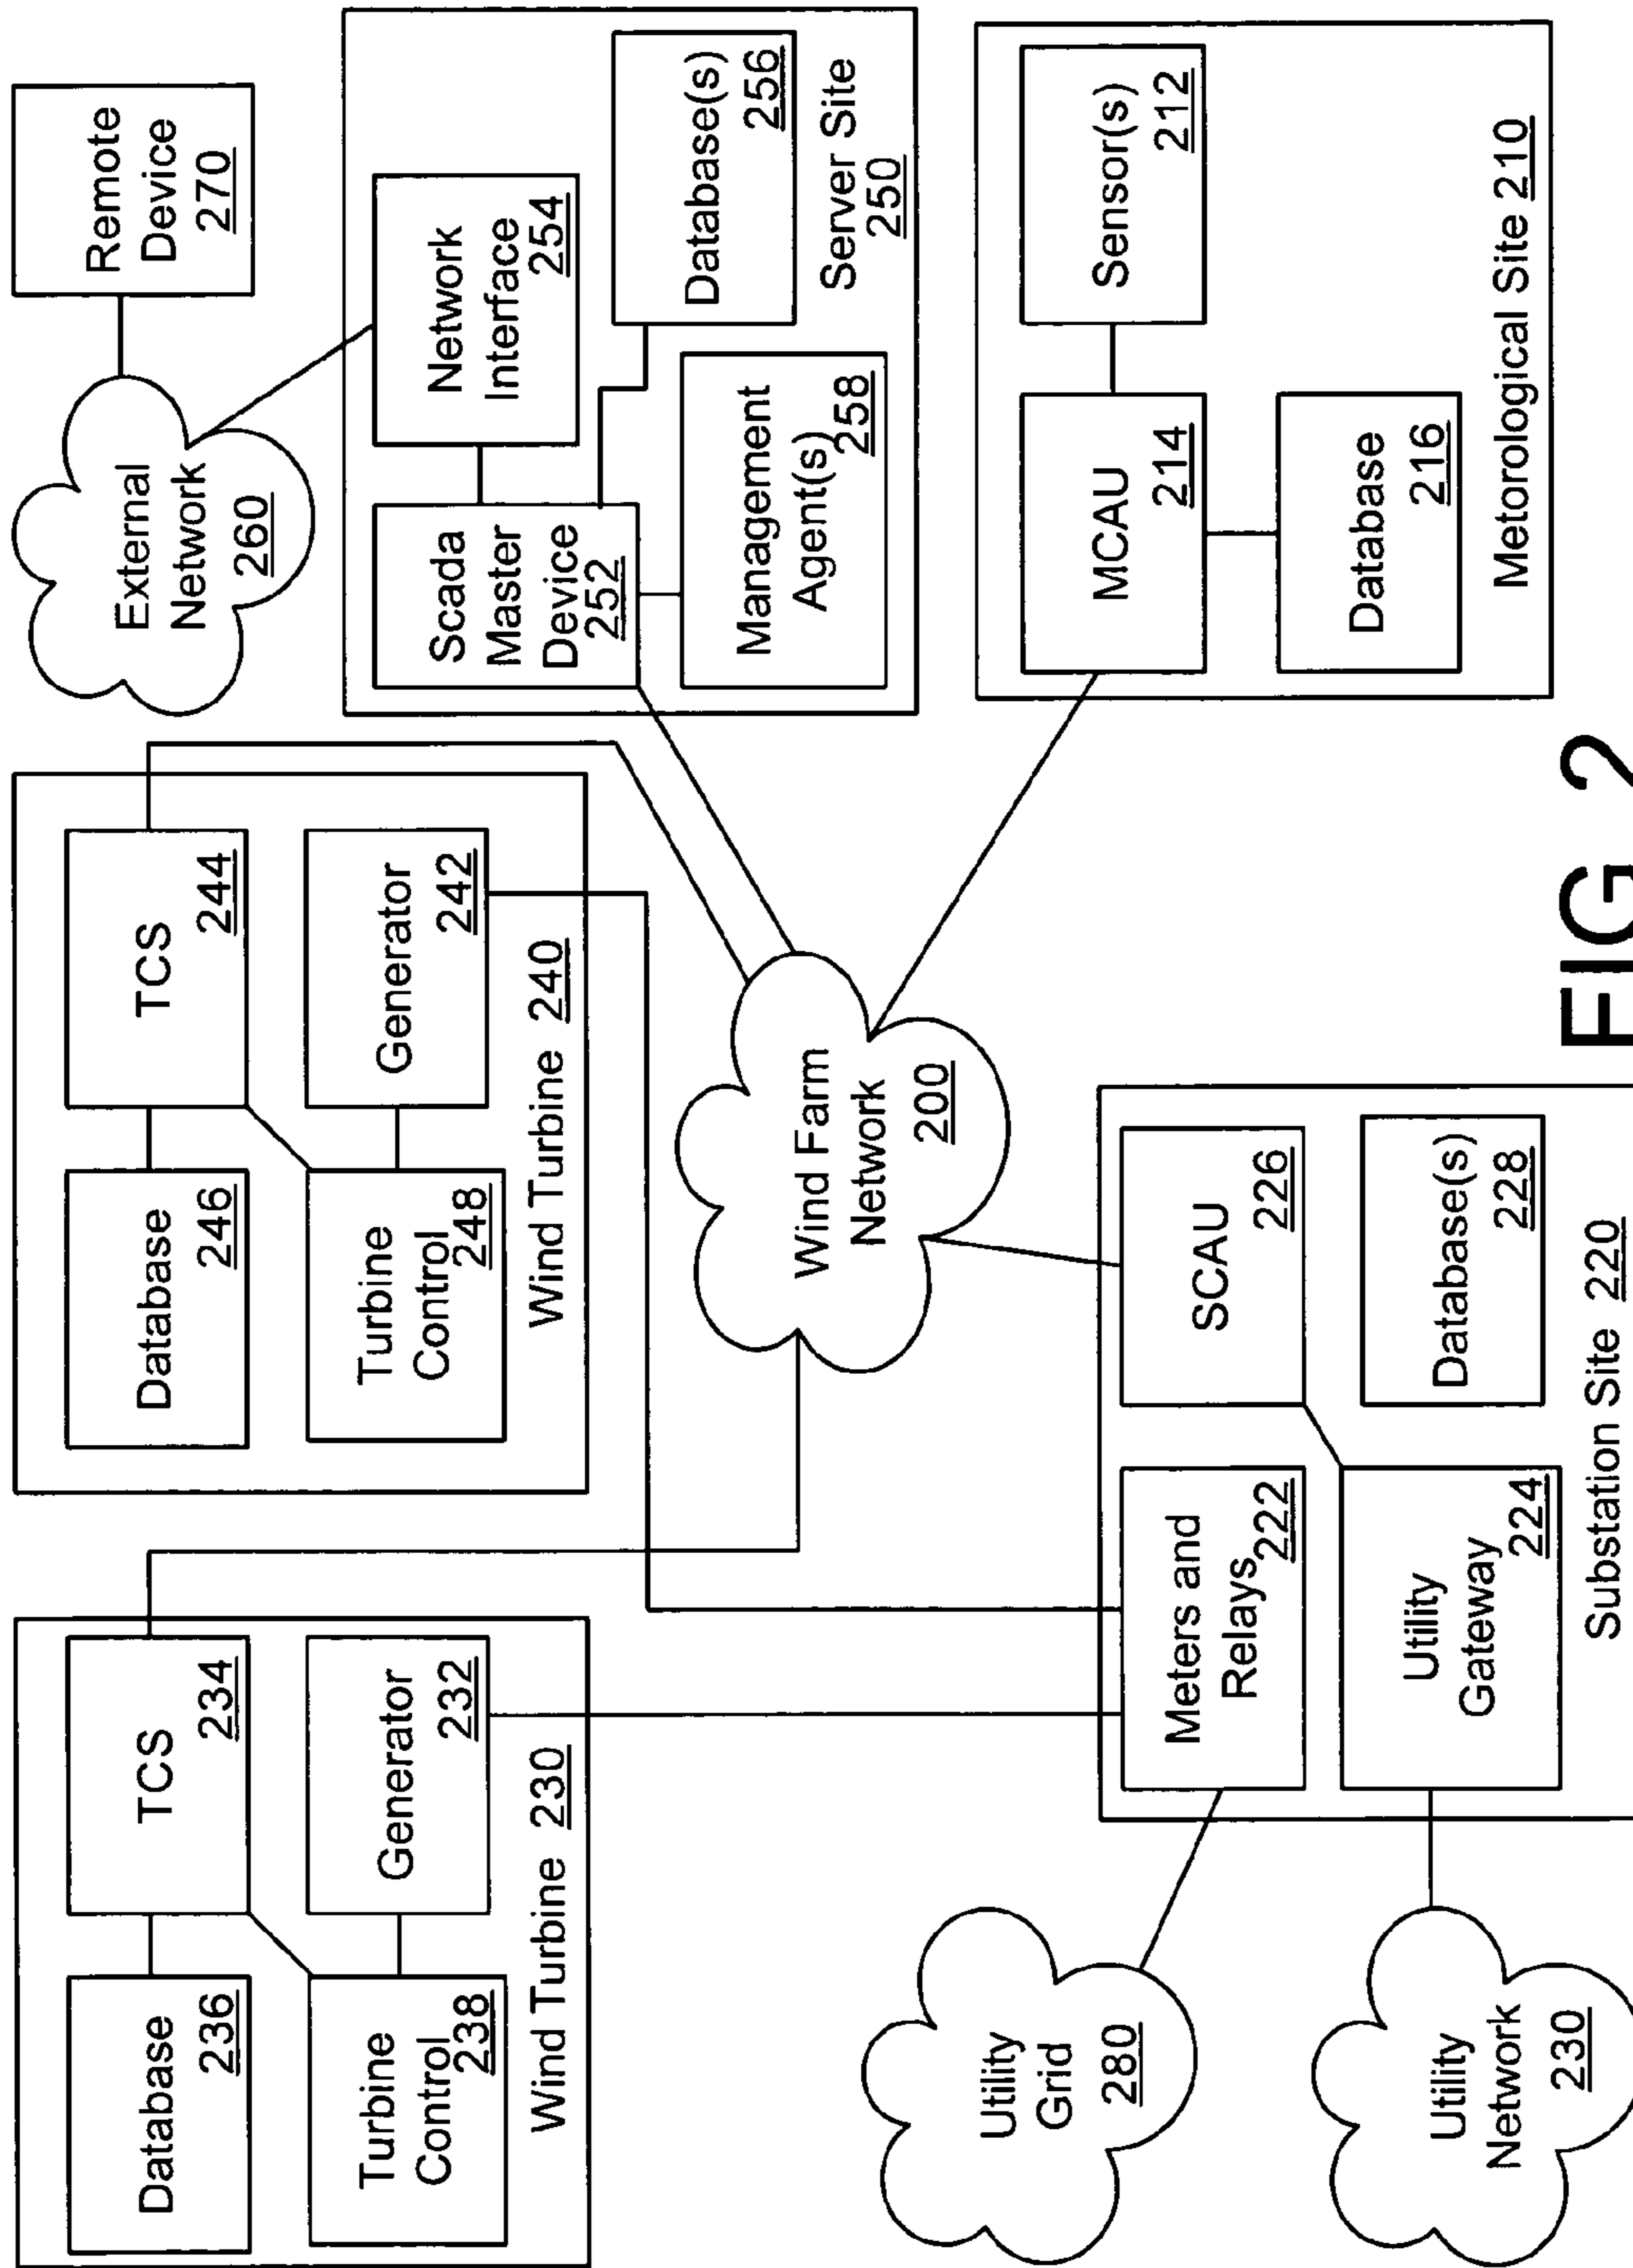 Database
236
TCS
234
Turbine
Control
238
Generator
232
Wind Turbine 230
Database
246
TCS
244
Turbine
Control
248
Generator
242
Wind Turbine 240
External
Network
260
Remote
Device
270
Scada
Master
Device
252
Network
Interface
254
Management
Agent(s)
258
Database(s)
256
Server Site
250
Wind Farm
Network
200
Utility
Grid
280
Utility
Network
230
Meters and
Relays
222
SCAU
226
Utility
Gateway
224
Database(s)
228
Substation Site 220
MCAU
214
Sensor(s)
212
Database
216
Metorological Site 210
FIG 2